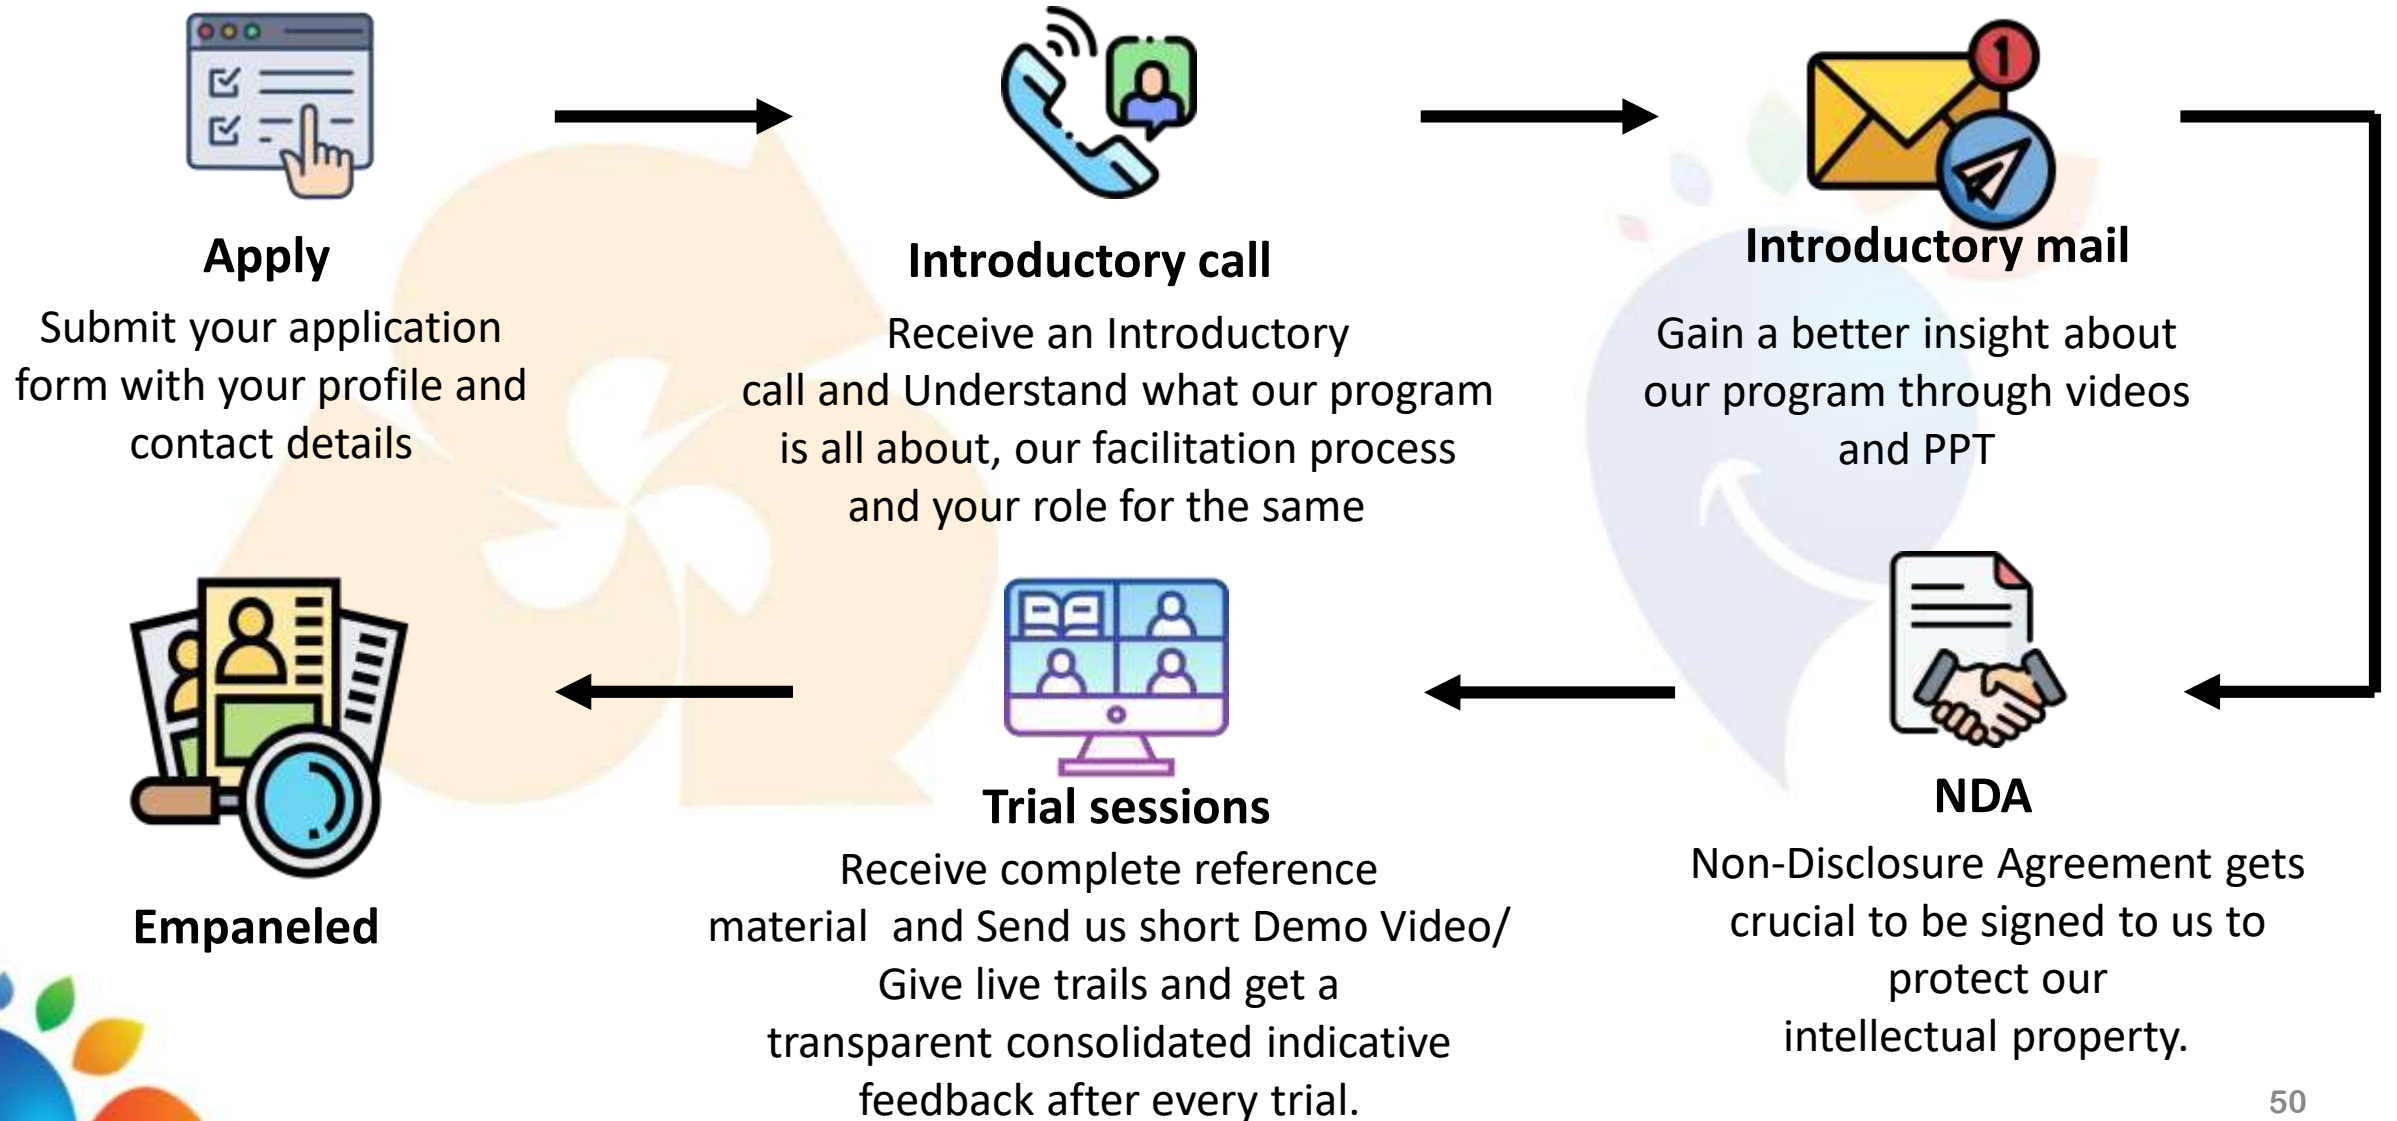 1
Apply
Submit your application
form with your profile and
contact details
Introductory call
Receive an Introductory
call and Understand what our program
is all about, our facilitation process
and your role for the same
Introductory mail
Gain a better insight about
our program through videos
and PPT
NDA
Non-Disclosure Agreement gets
crucial to be signed to us to
protect our
intellectual property.
Trial sessions
Receive complete reference
material  and Send us short Demo Video/
Give live trails and get a
transparent consolidated indicative
feedback after every trial.
Empaneled
50